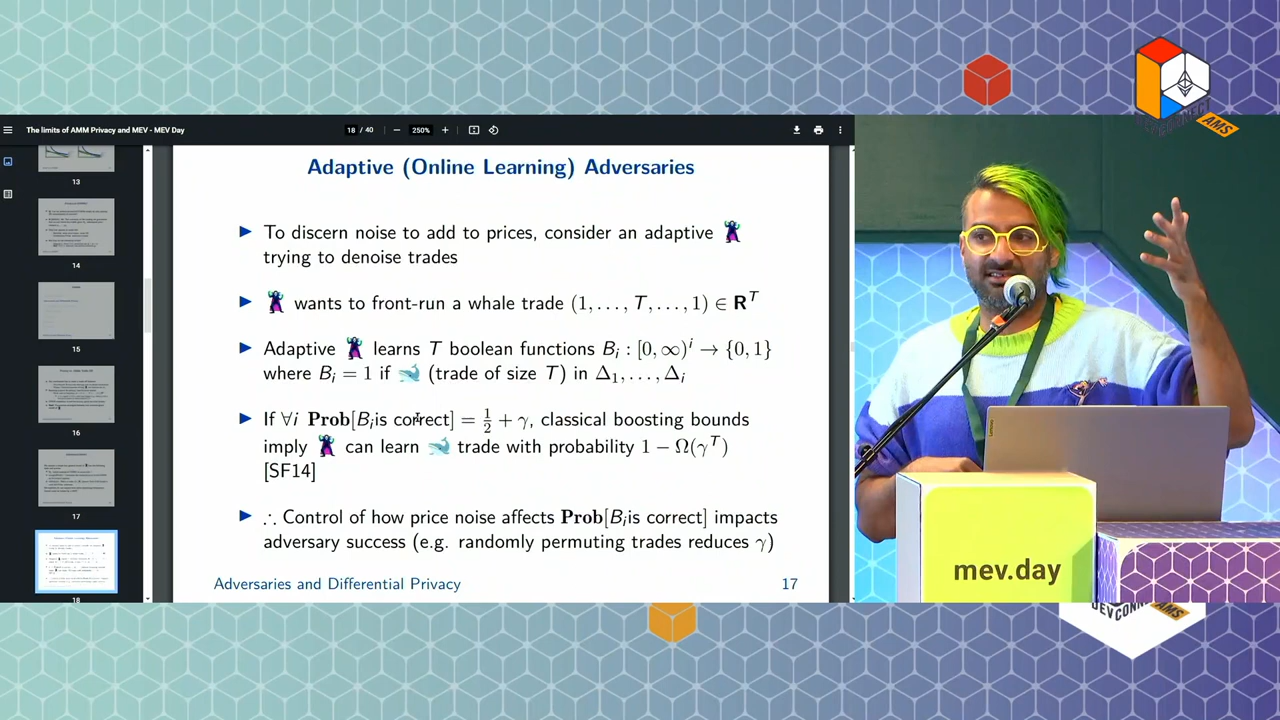 The limits of AMM Privacy and MEV - MEV Day
18 / 40
250%
13
14
15
16
17
18
Adaptive (Online Learning) Adversaries
To discern noise to add to prices, consider an adaptive 🦹
trying to denoise trades
🦹 wants to front-run a whale trade (1, . . . , T, . . . , 1) ∈ R^T
Adaptive 🦹 learns T boolean functions B_i : [0, ∞)^i → {0, 1}
where B_i = 1 if 🐋 (trade of size T) in Δ_1, . . . , Δ_i
If ∀i Prob[B_i is correct] = 1/2 + γ, classical boosting bounds
imply 🦹 can learn 🐋 trade with probability 1 − Ω(γ^T)
[SF14]
∴ Control of how price noise affects Prob[B_i is correct] impacts
adversary success (e.g. randomly permuting trades reduces γ)
Adversaries and Differential Privacy
17
DEVCONNECT
AMS
Lenovo
mev.day
AMS